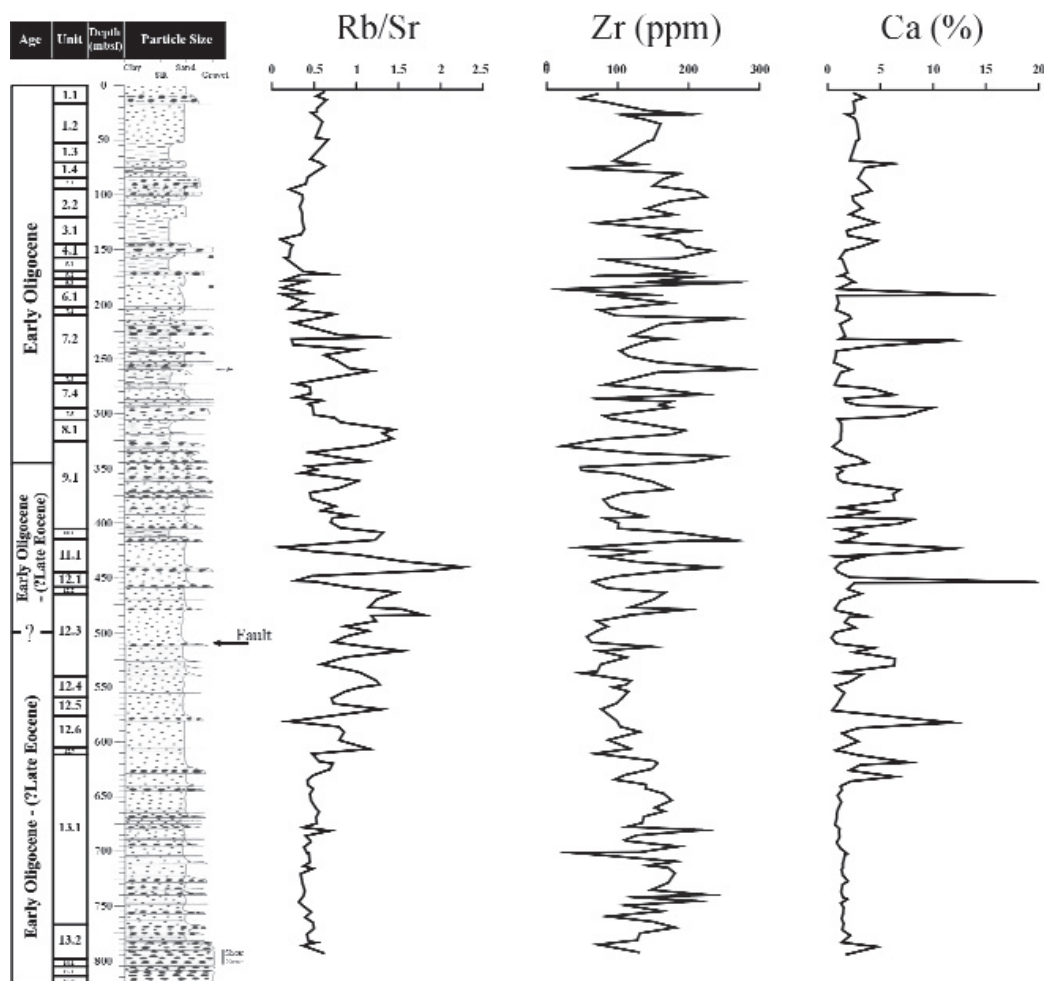 Rb/Sr
Zr (ppm)
Ca (%)
Age
Unit
Depth
(mbsf)
Particle Size
Clay
Silt
Sand
Gravel
0 0.5 1 1.5 2 2.5
0 100 200 300
0 5 10 15 20
0
50
100
150
200
250
300
350
400
450
500
550
600
650
700
750
800
1.1
1.2
1.3
1.4
2.2
3.1
4.1
6.1
7.2
7.4
8.1
9.1
11.1
12.1
12.3
12.4
12.5
12.6
13.1
13.2
Early Oligocene
Early Oligocene
- (?Late Eocene)
?
Early Oligocene - (?Late Eocene)
Fault